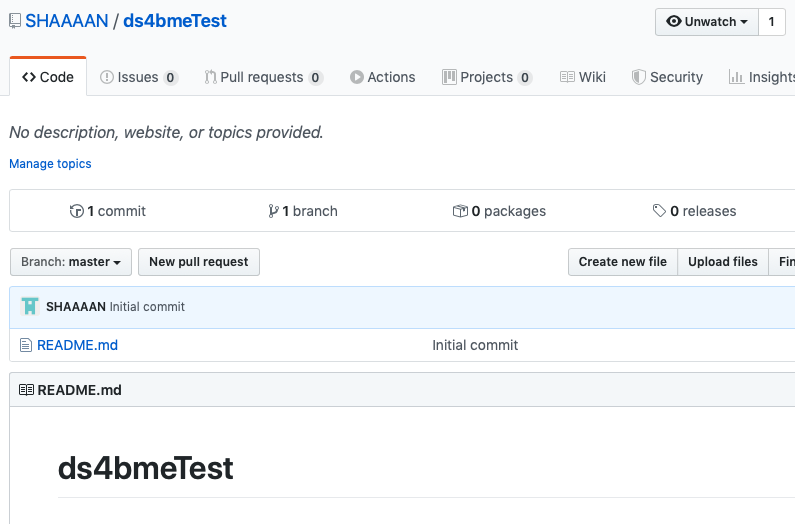 SHAAAAN / ds4bmeTest
Unwatch 1
Code Issues 0 Pull requests 0 Actions Projects 0 Wiki Security Insights
No description, website, or topics provided.
Manage topics
1 commit 1 branch 0 packages 0 releases
Branch: master New pull request Create new file Upload files Fin
SHAAAAN Initial commit
README.md Initial commit
README.md
ds4bmeTest